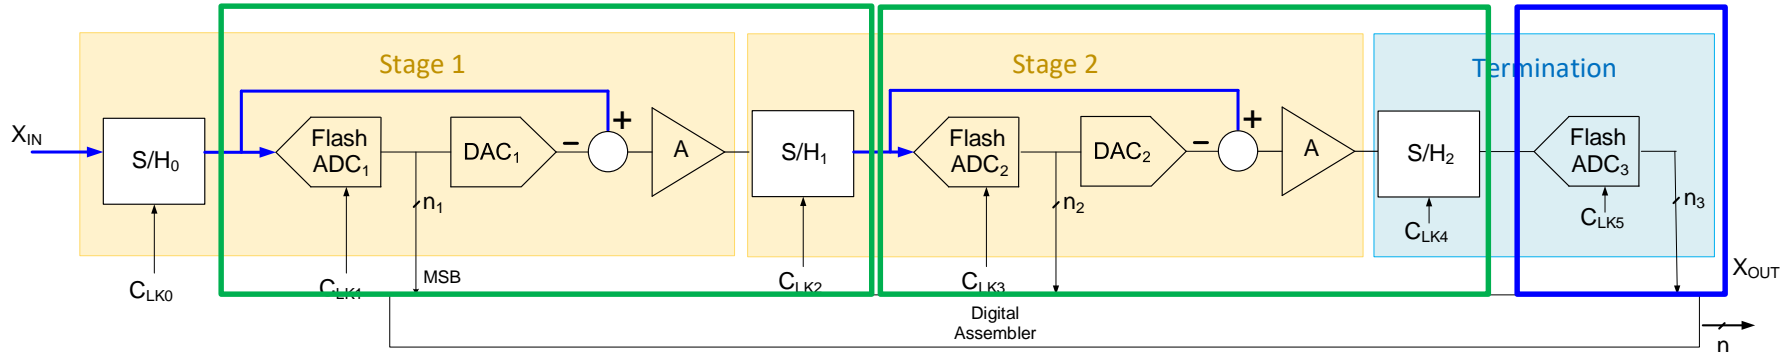 Stage 1
Stage 2
Termination
XIN
S/H0
Flash
ADC1
DAC1
−
+
A
S/H1
Flash
ADC2
DAC2
−
+
A
S/H2
Flash
ADC3
n1
n2
n3
CLK0
CLK1
MSB
CLK2
CLK3
CLK4
CLK5
XOUT
Digital
Assembler
n